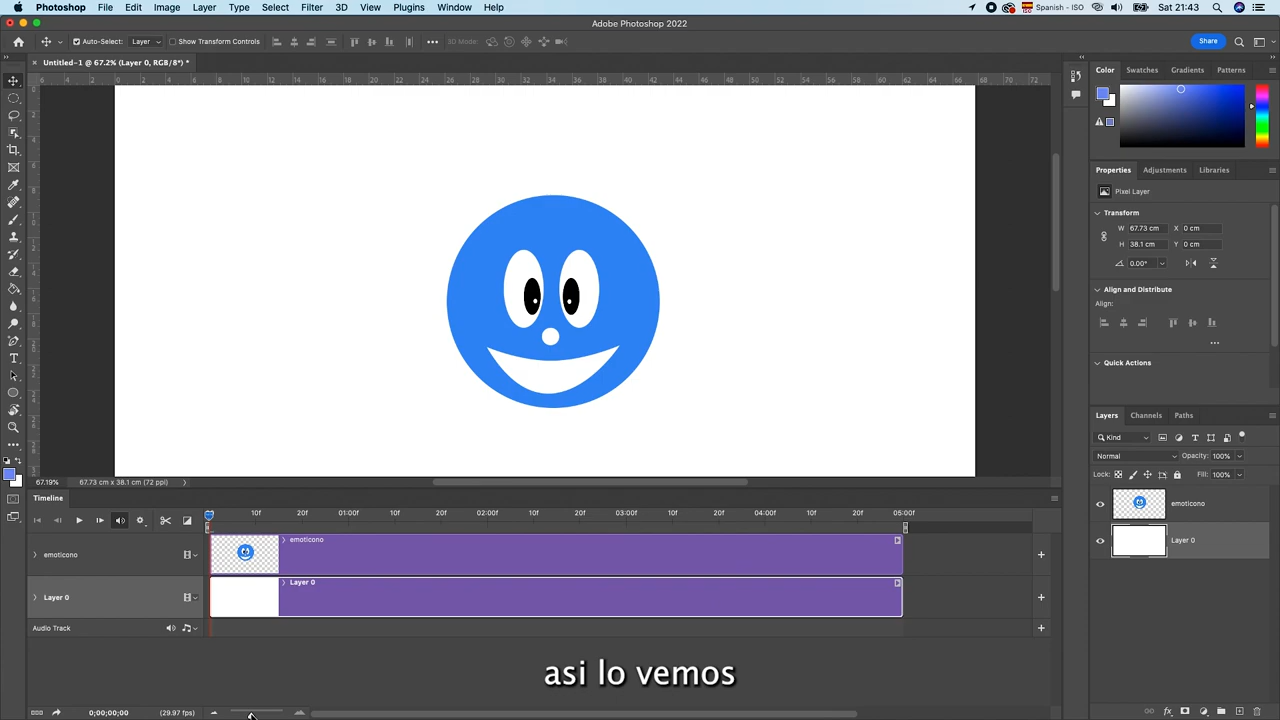 Photoshop File Edit Image Layer Type Select Filter 3D View Plugins Window Help Spanish - ISO Sat 21:43
Adobe Photoshop 2022
Auto-Select: Layer Show Transform Controls 3D Mode: Share
Untitled-1 @ 67.2% (Layer 0, RGB/8*) *
Color Swatches Gradients Patterns
Properties Adjustments Libraries
Pixel Layer
Transform
W 67.73 cm X 0 cm
H 38.1 cm Y 0 cm
0.00°
Align and Distribute
Align:
Quick Actions
Layers Channels Paths
Kind
Normal Opacity: 100%
Lock: Fill: 100%
emoticono
Layer 0
67.19% 67.73 cm x 38.1 cm (72 ppi)
Timeline
10f 20f 01:00f 10f 20f 02:00f 10f 20f 03:00f 10f 20f 04:00f 10f 20f 05:00f
emoticono emoticono
Layer 0 Layer 0
Audio Track
asi lo vemos
0;00;00;00 (29.97 fps)